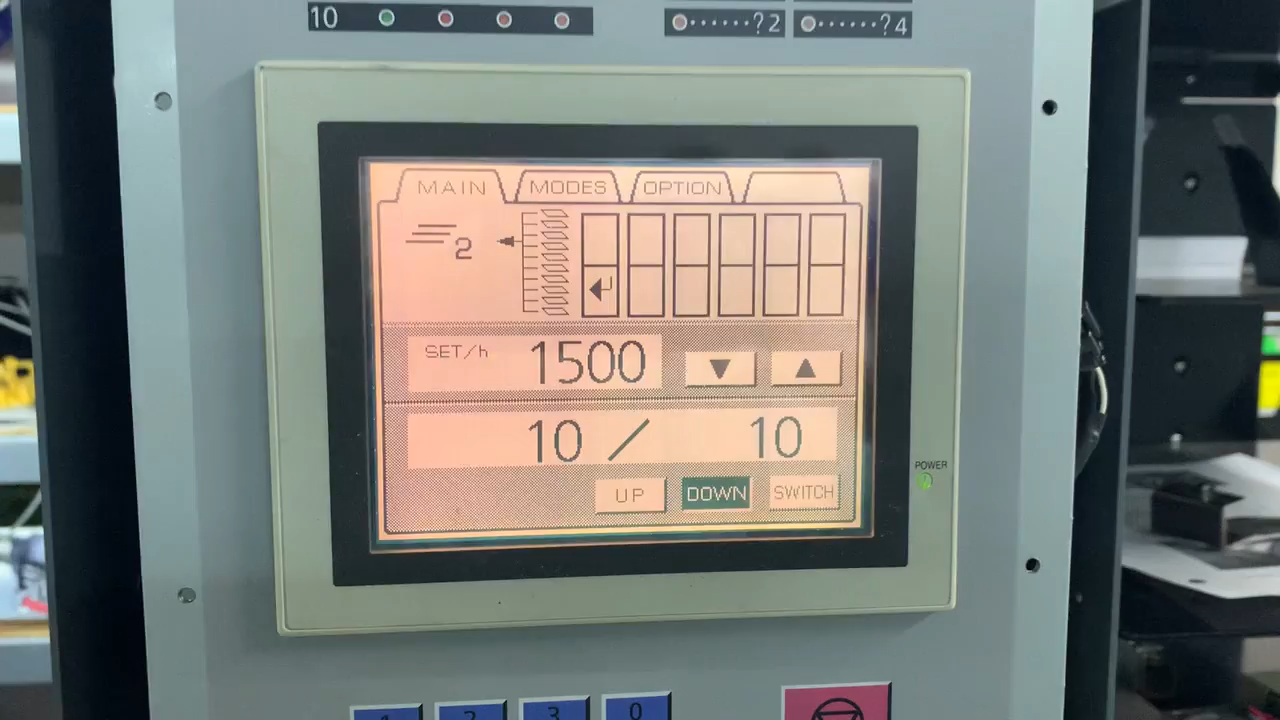 10 ?2 ?4
MAIN MODES OPTION
2
SET/h 1500
10 / 10
POWER
UP DOWN SWITCH
1 2 3 0